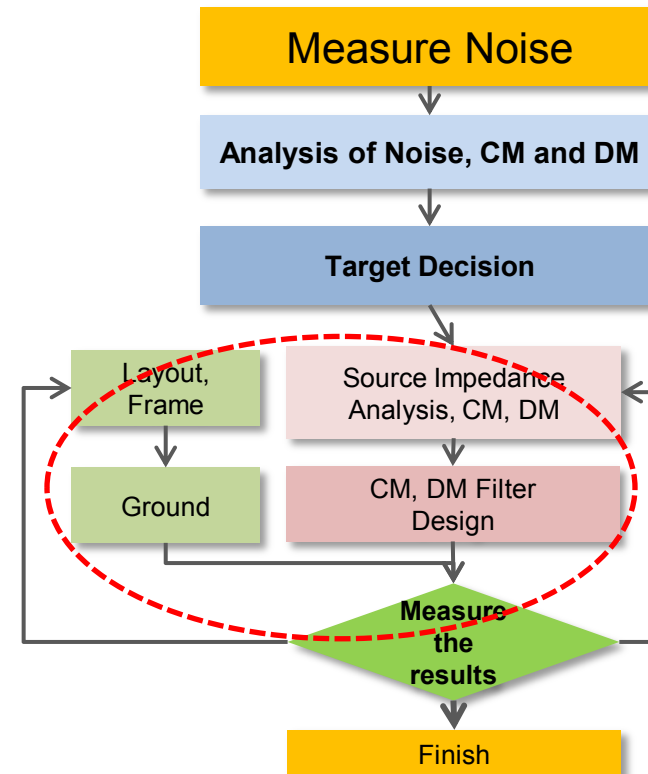 Measure Noise
Analysis of Noise, CM and DM
Target Decision
Layout,
Frame
Source Impedance
Analysis, CM, DM
Ground
CM, DM Filter
Design
Measure
the
results
Finish